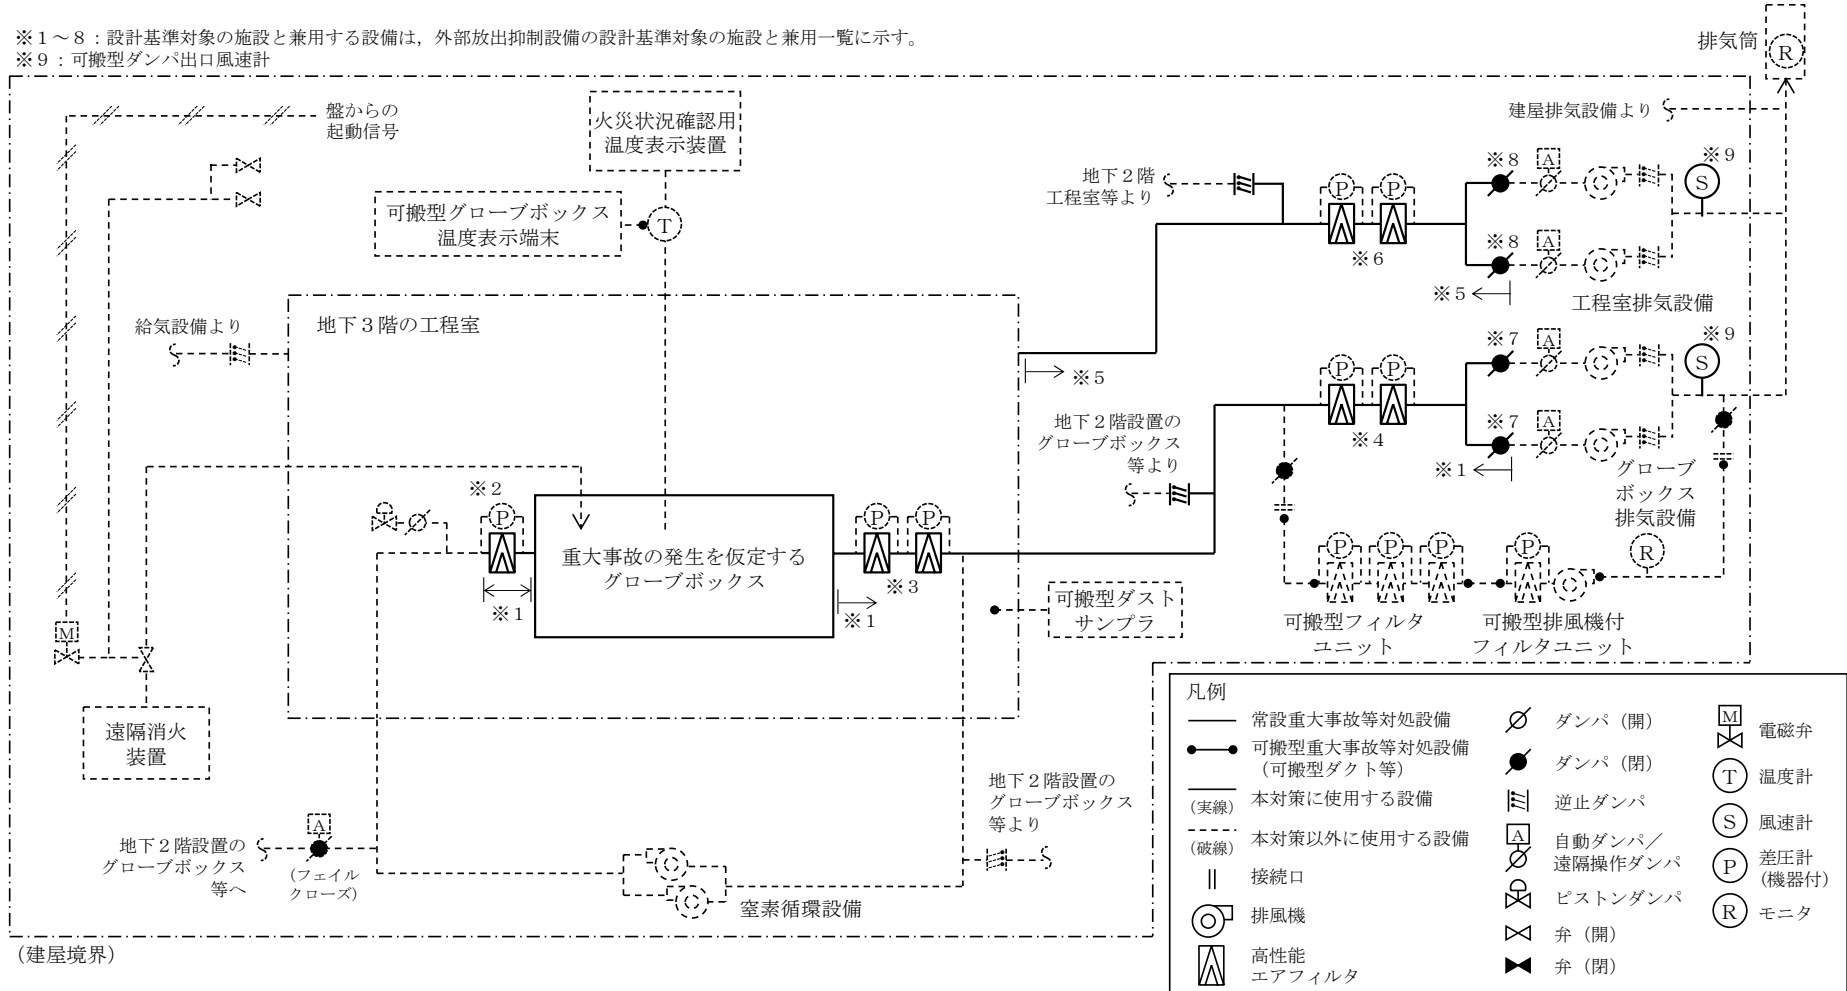 ※１～８：設計基準対象の施設と兼用する設備は，外部放出抑制設備の設計基準対象の施設と兼用一覧に示す。
※９：可搬型ダンパ出口風速計
排気筒
R
盤からの
起動信号
火災状況確認用
温度表示装置
可搬型グローブボックス
温度表示端末
T
建屋排気設備より
地下２階
工程室等より
P
P
※６
※８
A
※８
A
※９
S
※５
工程室排気設備
給気設備より
地下３階の工程室
※５
地下２階設置の
グローブボックス
等より
P
P
※４
※７
A
※７
A
※９
S
※１
グローブ
ボックス
排気設備
R
※２
P
※１
重大事故の発生を仮定する
グローブボックス
P
P
※３
※１
可搬型ダスト
サンプラ
P
P
P
P
可搬型フィルタ
ユニット
可搬型排風機付
フィルタユニット
M
遠隔消火
装置
地下２階設置の
グローブボックス
等へ
A
（フェイル
クローズ）
窒素循環設備
地下２階設置の
グローブボックス
等より
（建屋境界）
凡例
常設重大事故等対処設備
可搬型重大事故等対処設備
（可搬型ダクト等）
（実線）
本対策に使用する設備
（破線）
本対策以外に使用する設備
接続口
排風機
高性能
エアフィルタ
ダンパ（開）
ダンパ（閉）
逆止ダンパ
A
自動ダンパ／
遠隔操作ダンパ
ピストンダンパ
弁（開）
弁（閉）
M
電磁弁
T
温度計
S
風速計
P
差圧計
（機器付）
R
モニタ